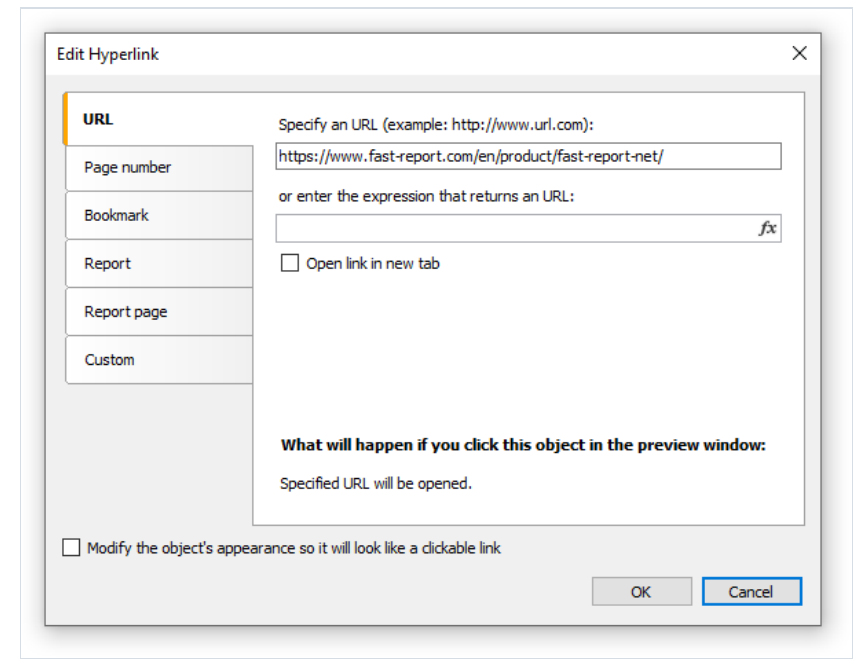 Edit Hyperlink
URL
Page number
Bookmark
Report
Report page
Custom
Specify an URL (example: http://www.url.com):
https://www.fast-report.com/en/product/fast-report-net/
or enter the expression that returns an URL:
fx
Open link in new tab
What will happen if you click this object in the preview window:
Specified URL will be opened.
Modify the object's appearance so it will look like a clickable link
OK
Cancel